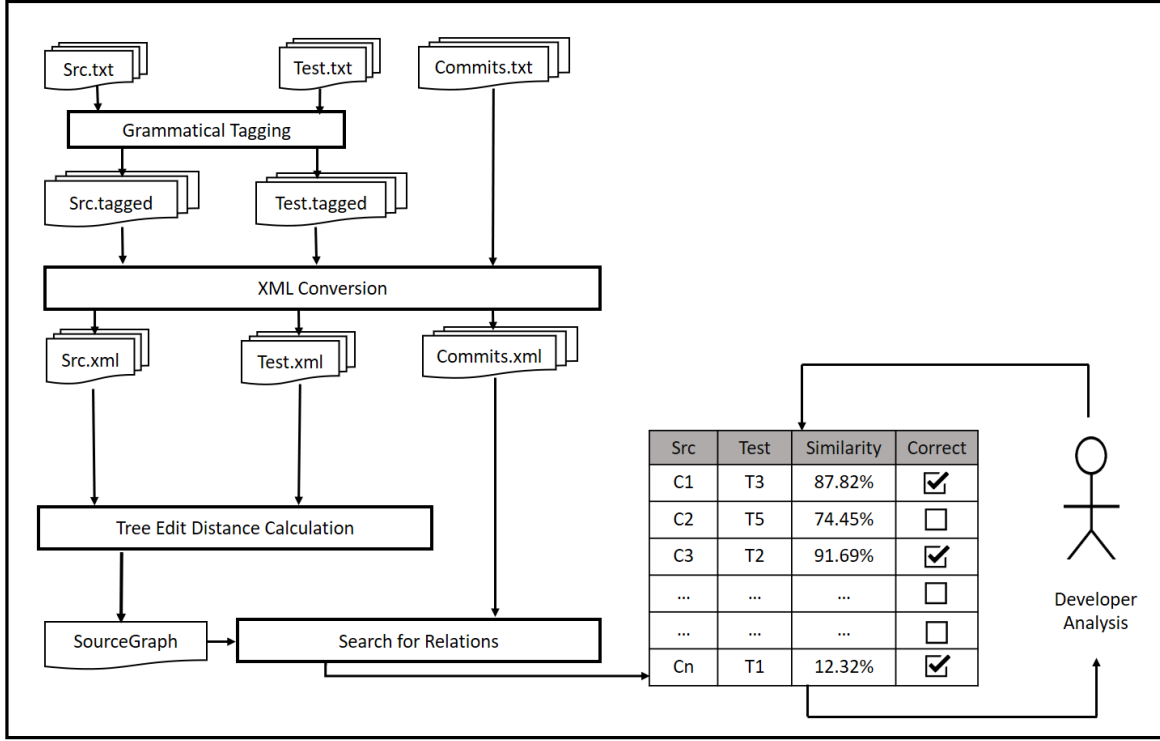 Src.txt
Test.txt
Commits.txt
Grammatical Tagging
Src.tagged
Test.tagged
XML Conversion
Src.xml
Test.xml
Commits.xml
Tree Edit Distance Calculation
SourceGraph
Search for Relations
Src Test Similarity Correct
C1 T3 87.82%
C2 T5 74.45%
C3 T2 91.69%
... ... ...
... ... ...
Cn T1 12.32%
Developer
Analysis